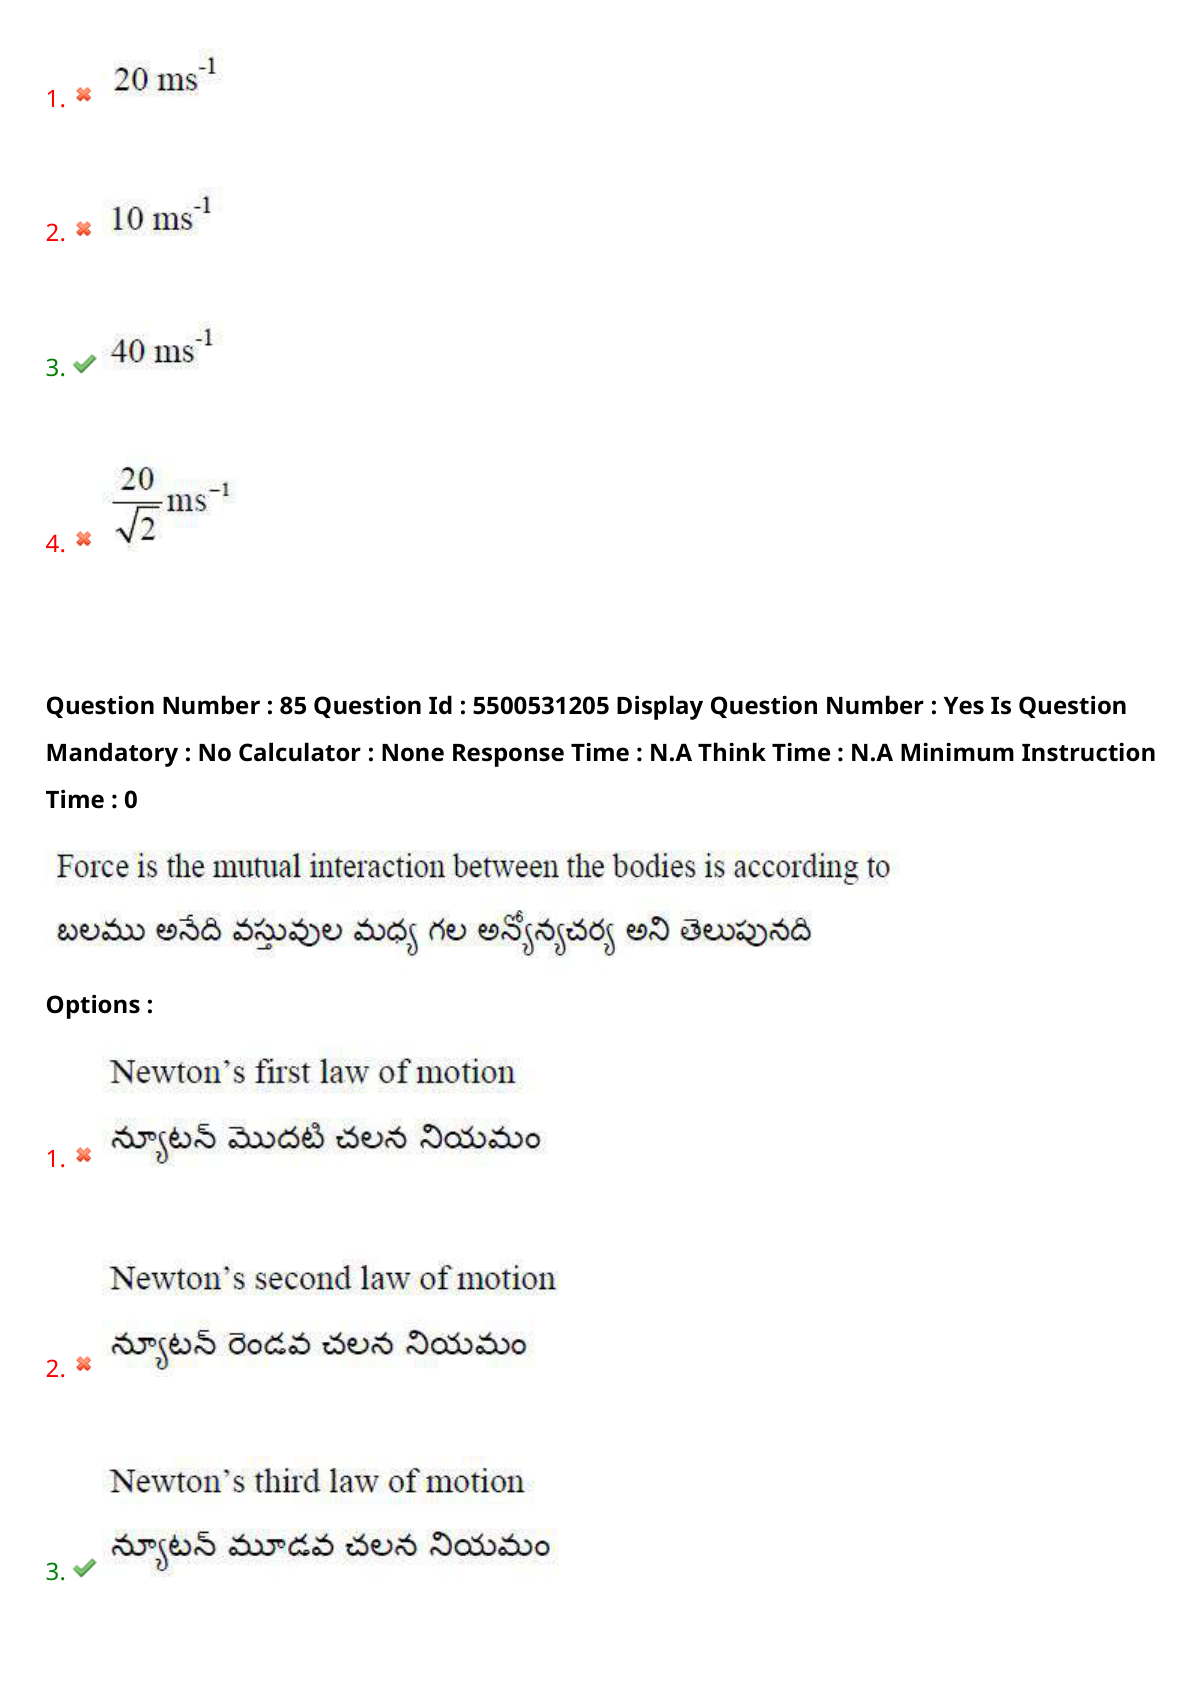 1. 20 ms-1
2. 10 ms-1
3. 40 ms-1
4. 20/√2 ms−1
Question Number : 85 Question Id : 5500531205 Display Question Number : Yes Is Question
Mandatory : No Calculator : None Response Time : N.A Think Time : N.A Minimum Instruction
Time : 0
Force is the mutual interaction between the bodies is according to
బలము అనేది వస్తువుల మధ్య గల అన్యోన్యచర్య అని తెలుపునది
Options :
Newton’s first law of motion
1. న్యూటన్ మొదటి చలన నియమం
Newton’s second law of motion
2. న్యూటన్ రెండవ చలన నియమం
Newton’s third law of motion
3. న్యూటన్ మూడవ చలన నియమం